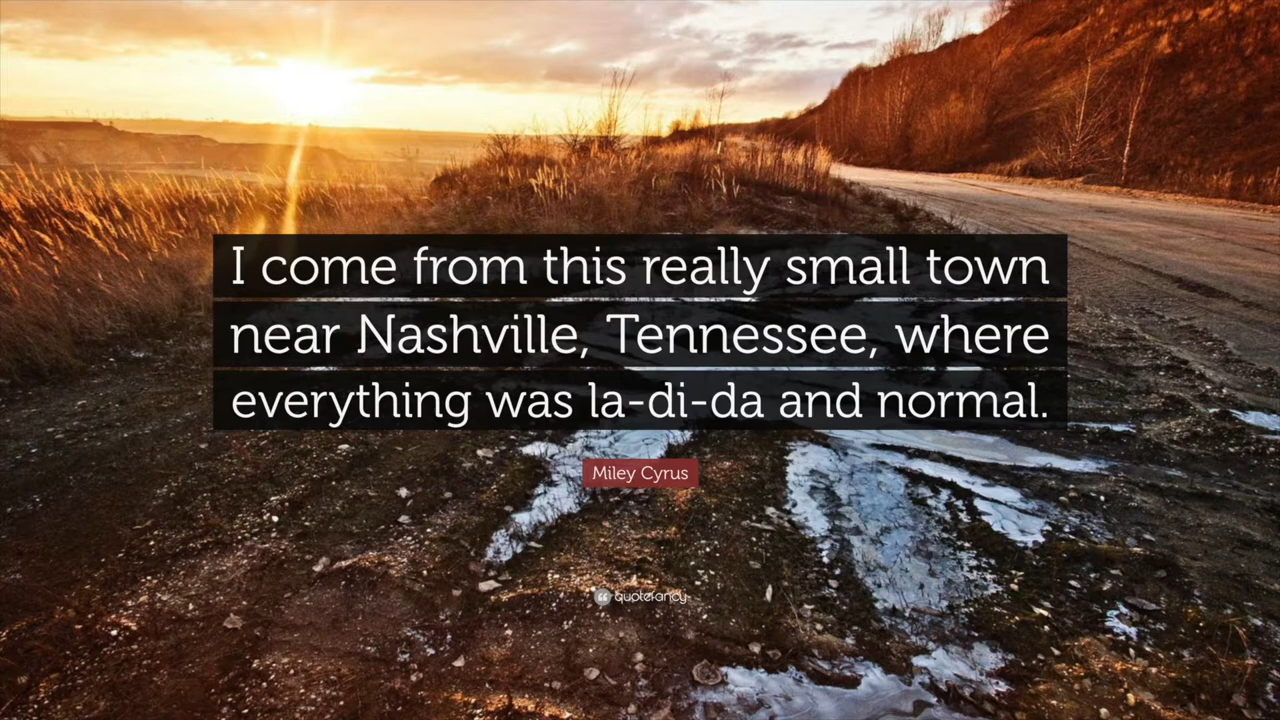 I come from this really small town
near Nashville, Tennessee, where
everything was la-di-da and normal.
Miley Cyrus
quotefancy